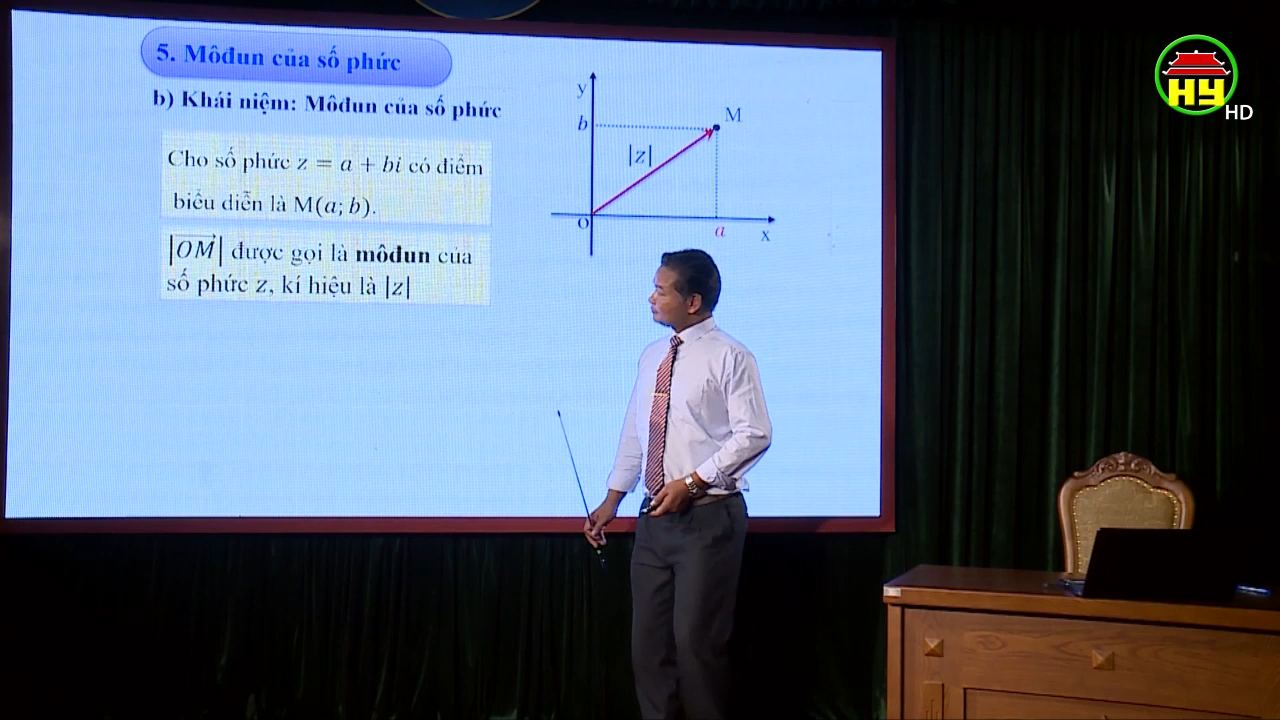 5. Môđun của số phức
b) Khái niệm: Môđun của số phức
Cho số phức z = a + bi có điểm
biểu diễn là M(a; b).
|\overrightarrow{OM}| được gọi là môđun của
số phức z, kí hiệu là |z|
y
b
M
|z|
O
a
x
HY
HD